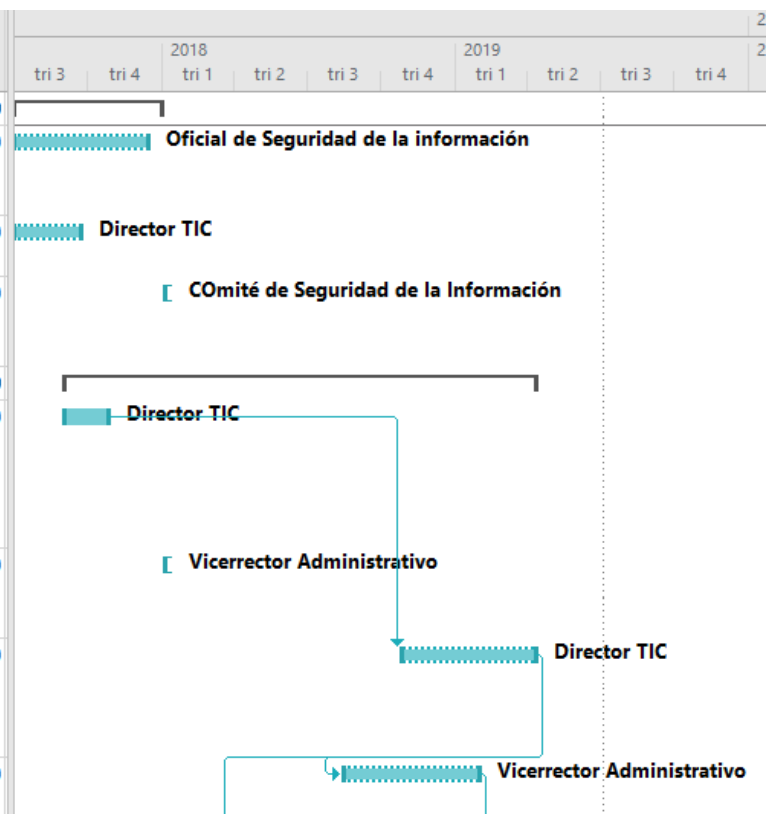 2
2018 2019 2
tri 3 tri 4 tri 1 tri 2 tri 3 tri 4 tri 1 tri 2 tri 3 tri 4
Oficial de Seguridad de la información
Director TIC
COmité de Seguridad de la Información
Director TIC
Vicerrector Administrativo
Director TIC
Vicerrector Administrativo